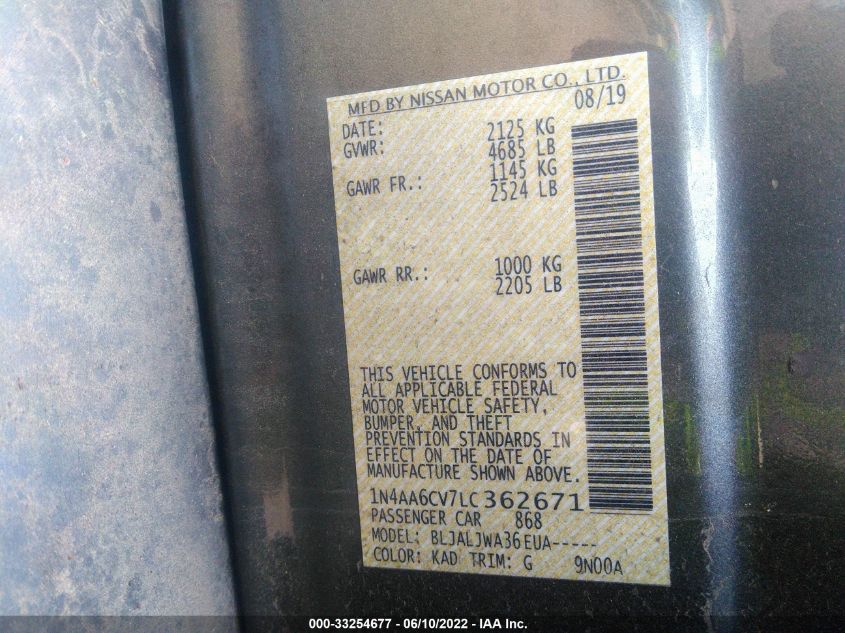 MFD BY NISSAN MOTOR CO., LTD.
DATE: 08/19
GVWR: 2125 KG
4685 LB
GAWR FR.: 1145 KG
2524 LB
GAWR RR.: 1000 KG
2205 LB
THIS VEHICLE CONFORMS TO
ALL APPLICABLE FEDERAL
MOTOR VEHICLE SAFETY,
BUMPER, AND THEFT
PREVENTION STANDARDS IN
EFFECT ON THE DATE OF
MANUFACTURE SHOWN ABOVE.
1N4AA6CV7LC362671
PASSENGER CAR 868
MODEL: BLJALJWA36EUA-----
COLOR: KAD TRIM: G 9N00A
000-33254677 - 06/10/2022 - IAA Inc.